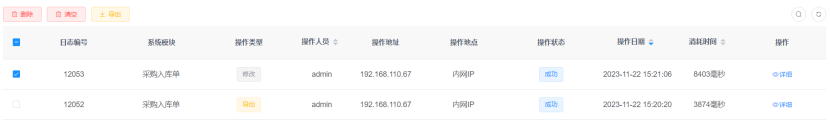 删除 清空 导出
日志编号 系统模块 操作类型 操作人员 操作地址 操作地点 操作状态 操作日期 消耗时间 操作
12053 采购入库单 修改 admin 192.168.110.67 内网IP 成功 2023-11-22 15:21:06 8403毫秒 详细
12052 采购入库单 导出 admin 192.168.110.67 内网IP 成功 2023-11-22 15:20:20 3874毫秒 详细